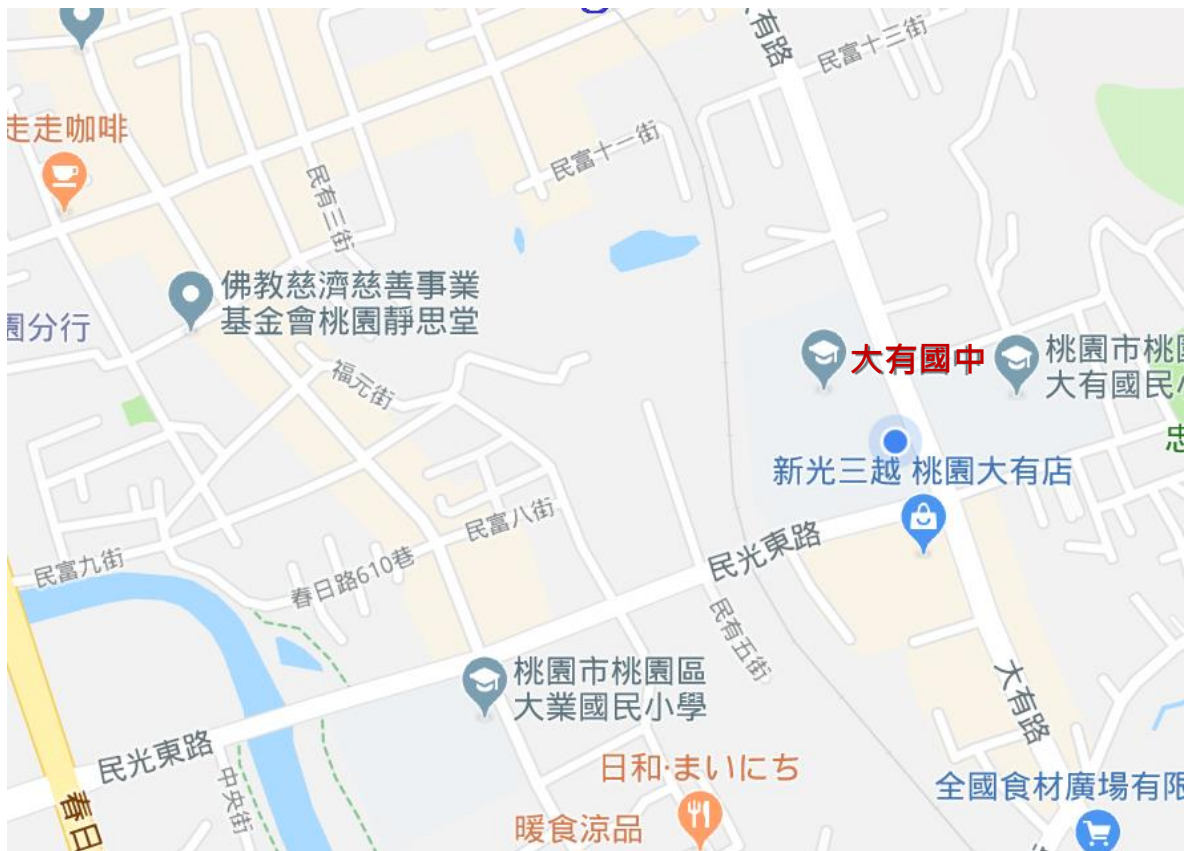 大有路
民富十三街
走走咖啡
民富十一街
民有三街
佛教慈濟慈善事業
基金會桃園靜思堂
園分行
大有國中
桃園市桃園
大有國民小
福元街
忠
新光三越 桃園大有店
民富八街
民光東路
民富九街
春日路610巷
民有五街
桃園市桃園區
大業國民小學
大有路
民光東路
中央街
日和·まいにち
全國食材廣場有限
春日
暖食涼品